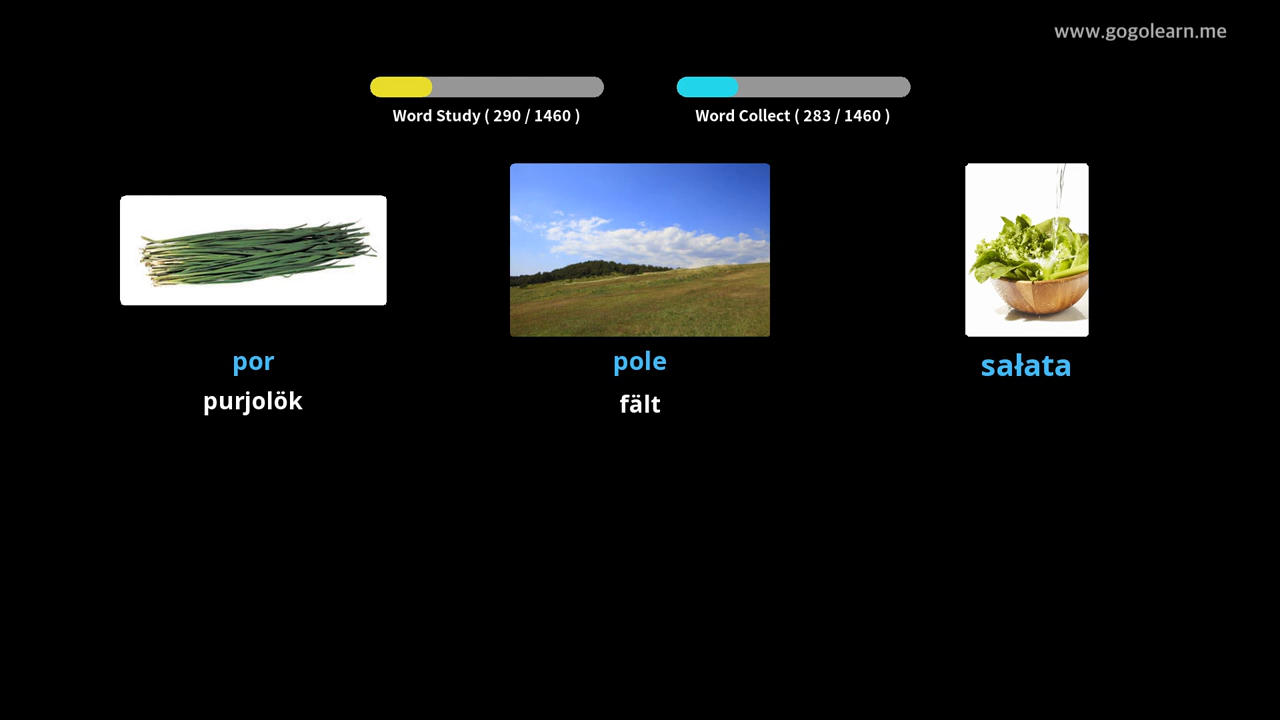 www.gogolearn.me
Word Study ( 290 / 1460 )
Word Collect ( 283 / 1460 )
por
purjolök
pole
fält
sałata